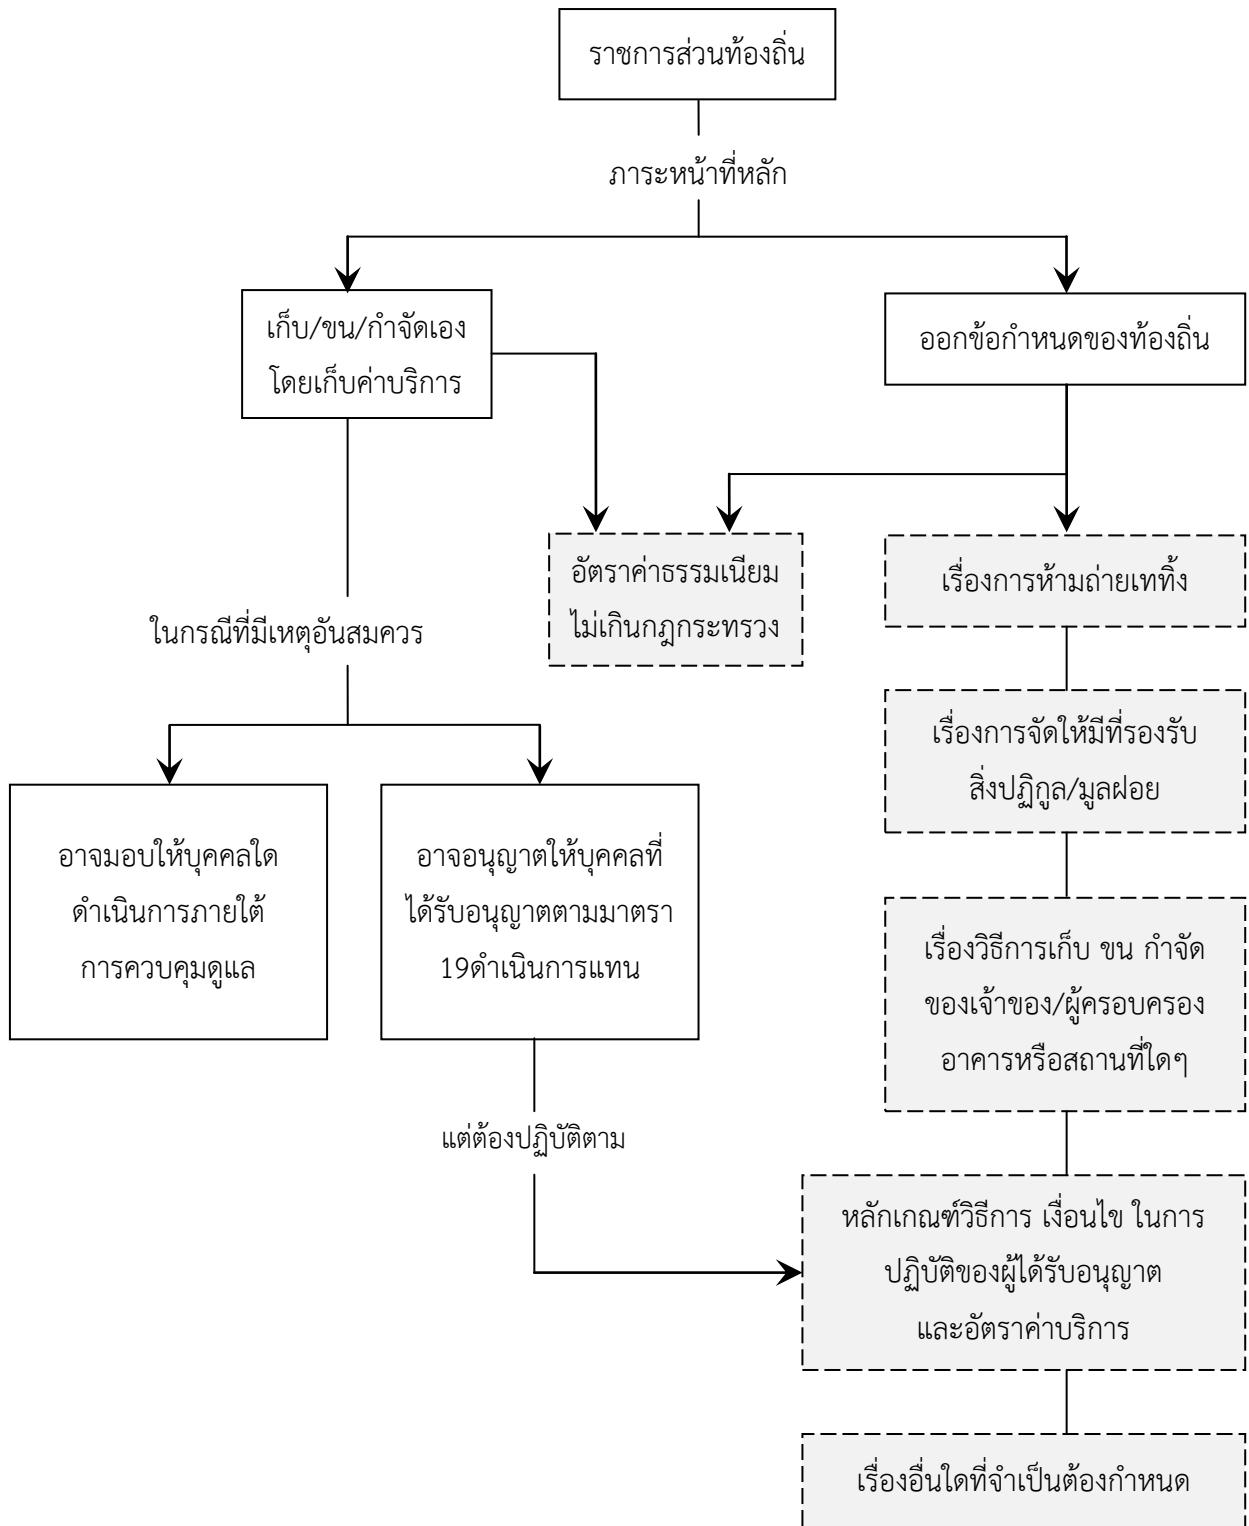 ราชการส่วนท้องถิ่น
ภาระหน้าที่หลัก
เก็บ/ขน/กำจัดเอง
โดยเก็บค่าบริการ
ออกข้อกำหนดของท้องถิ่น
อัตราค่าธรรมเนียม
ไม่เกินกฎกระทรวง
เรื่องการห้ามถ่ายเททิ้ง
ในกรณีที่มีเหตุอันสมควร
เรื่องการจัดให้มีที่รองรับ
สิ่งปฏิกูล/มูลฝอย
อาจมอบให้บุคคลใด
ดำเนินการภายใต้
การควบคุมดูแล
อาจอนุญาตให้บุคคลที่
ได้รับอนุญาตตามมาตรา
19ดำเนินการแทน
เรื่องวิธีการเก็บ ขน กำจัด
ของเจ้าของ/ผู้ครอบครอง
อาคารหรือสถานที่ใดๆ
แต่ต้องปฏิบัติตาม
หลักเกณฑ์วิธีการ เงื่อนไข ในการ
ปฏิบัติของผู้ได้รับอนุญาต
และอัตราค่าบริการ
เรื่องอื่นใดที่จำเป็นต้องกำหนด